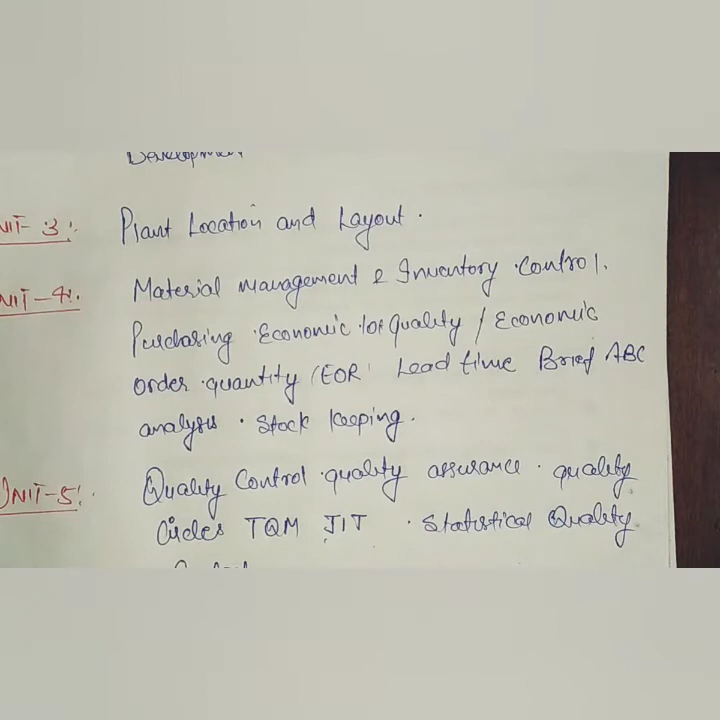 Development
UNIT-3:. Plant Location and Layout.
UNIT-4:. Material management & Inventory Control.
Purchasing Economic lot quality / Economic
order quantity (EOR) Lead time Brief ABC
analysis. Stock Keeping.
UNIT-5:. Quality Control quality assurance. quality
Circles TQM JIT. Statistical Quality